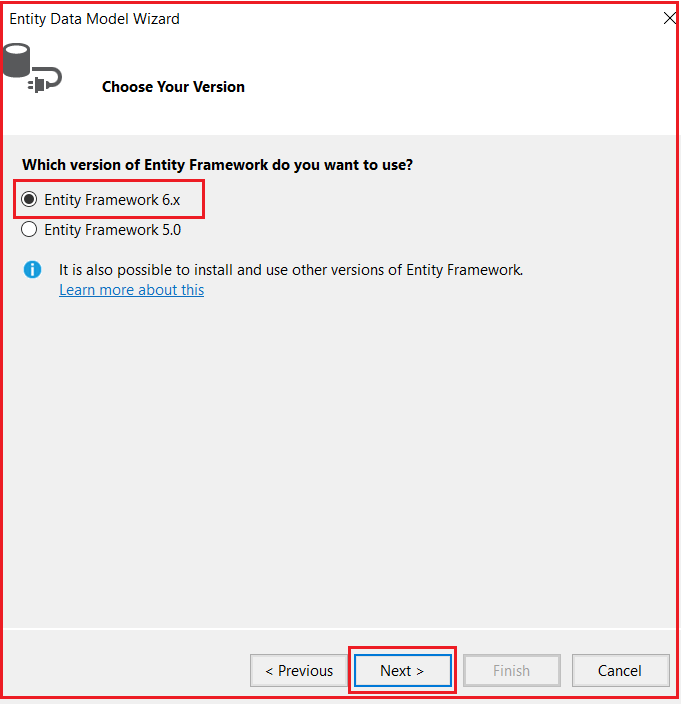 Entity Data Model Wizard
Choose Your Version
Which version of Entity Framework do you want to use?
Entity Framework 6.x
Entity Framework 5.0
It is also possible to install and use other versions of Entity Framework.
Learn more about this
< Previous
Next >
Finish
Cancel